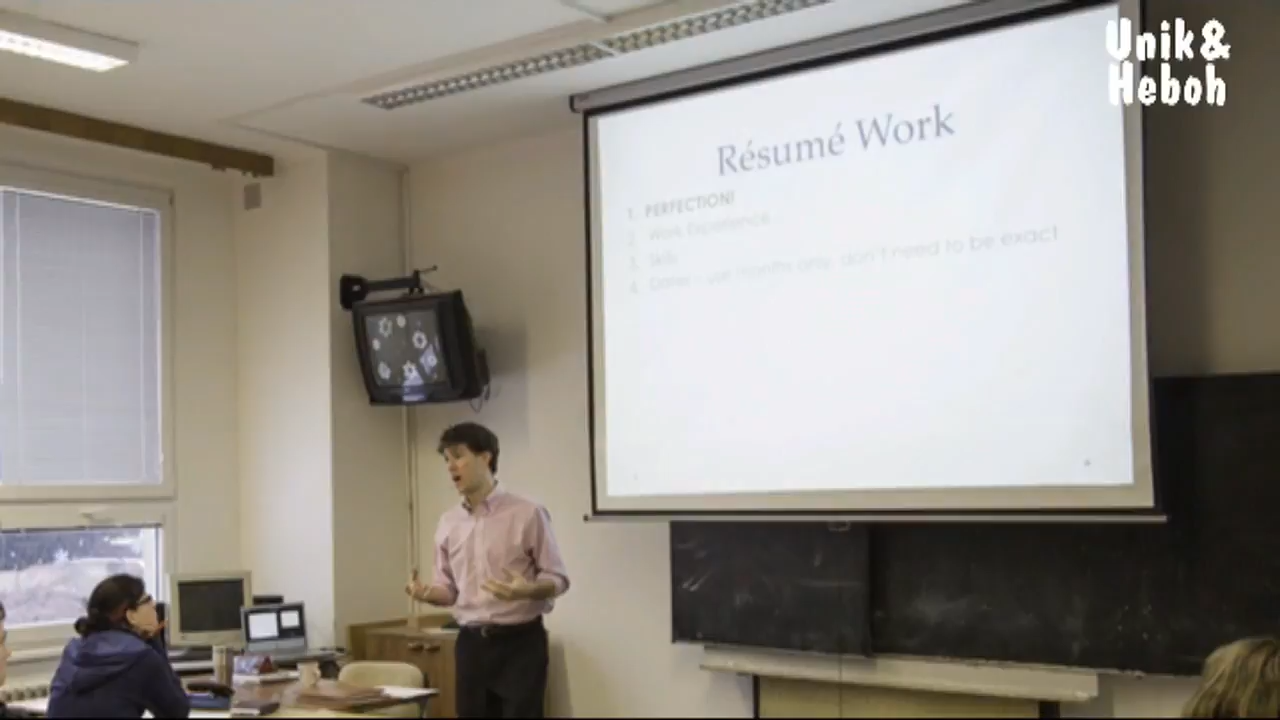 Unik&
Heboh
Résumé Work
1. PERFECTION!
2. Work Experience
3. Skills
4. Dates – use months only, don't need to be exact